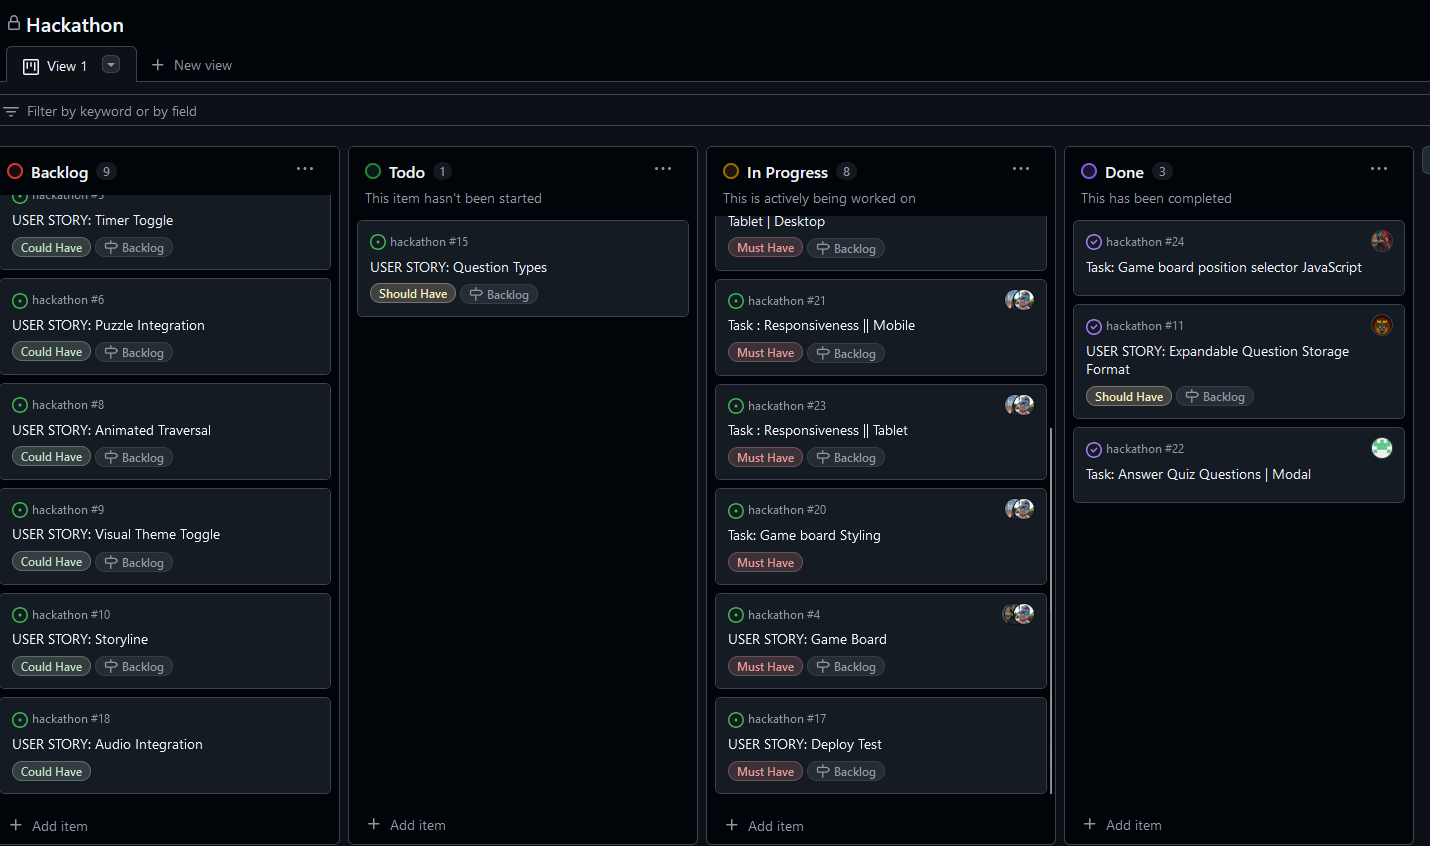 Hackathon
View 1
New view
Filter by keyword or by field
Backlog 9
USER STORY: Timer Toggle
Could Have Backlog
hackathon #6
USER STORY: Puzzle Integration
Could Have Backlog
hackathon #8
USER STORY: Animated Traversal
Could Have Backlog
hackathon #9
USER STORY: Visual Theme Toggle
Could Have Backlog
hackathon #10
USER STORY: Storyline
Could Have Backlog
hackathon #18
USER STORY: Audio Integration
Could Have
Add item
Todo 1
This item hasn't been started
hackathon #15
USER STORY: Question Types
Should Have Backlog
Add item
In Progress 8
This is actively being worked on
Tablet | Desktop
Must Have Backlog
hackathon #21
Task : Responsiveness || Mobile
Must Have Backlog
hackathon #23
Task : Responsiveness || Tablet
Must Have Backlog
hackathon #20
Task: Game board Styling
Must Have
hackathon #4
USER STORY: Game Board
Must Have Backlog
hackathon #17
USER STORY: Deploy Test
Must Have Backlog
Add item
Done 3
This has been completed
hackathon #24
Task: Game board position selector JavaScript
hackathon #11
USER STORY: Expandable Question Storage
Format
Should Have Backlog
hackathon #22
Task: Answer Quiz Questions | Modal
Add item